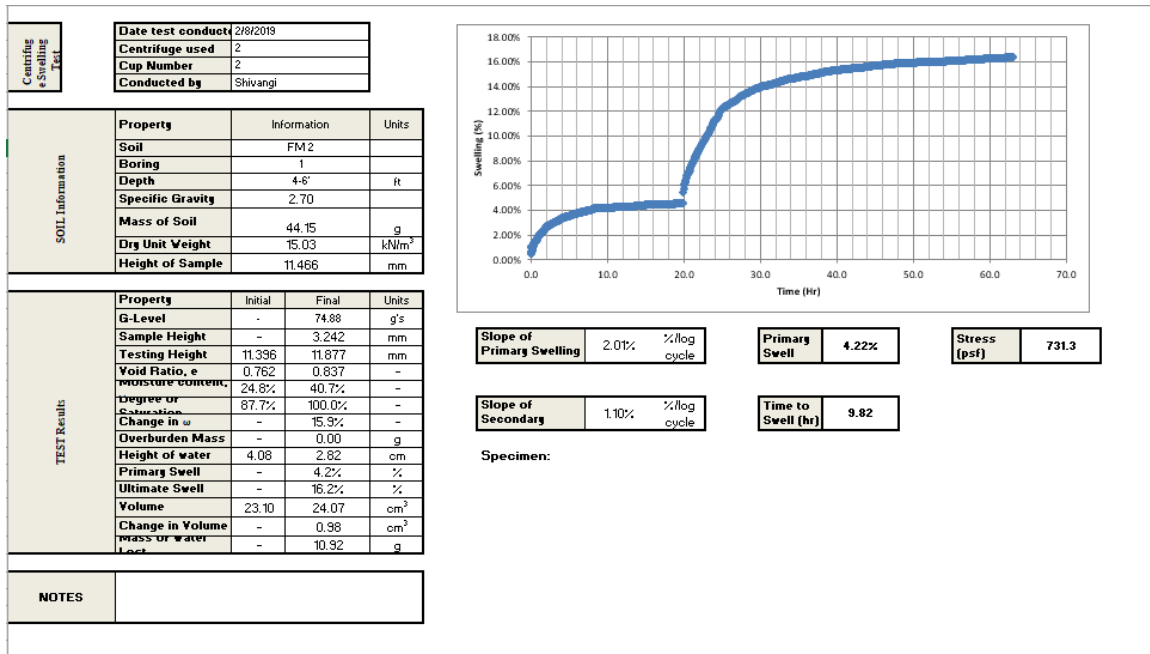 Centrifug
e Swelling
Test
Date test conducte 2/8/2019
Centrifuge used 2
Cup Number 2
Conducted by Shivangi
SOIL Information
Property Information Units
Soil FM 2
Boring 1
Depth 4-6' ft
Specific Gravity 2.70
Mass of Soil 44.15 g
Dry Unit Weight 15.03 kN/m³
Height of Sample 11.466 mm
TEST Results
Property Initial Final Units
G-Level - 74.88 g's
Sample Height - 3.242 mm
Testing Height 11.396 11.877 mm
Void Ratio, e 0.762 0.837 -
Moisture content, 24.8% 40.7% -
Degree of Saturation 87.7% 100.0% -
Change in ω - 15.9% -
Overburden Mass - 0.00 g
Height of water 4.08 2.82 cm
Primary Swell - 4.2% %
Ultimate Swell - 16.2% %
Volume 23.10 24.07 cm³
Change in Volume - 0.98 cm³
Mass of water Lost - 10.92 g
NOTES
18.00%
16.00%
14.00%
12.00%
10.00%
8.00%
6.00%
4.00%
2.00%
0.00%
Swelling (%)
0.0 10.0 20.0 30.0 40.0 50.0 60.0 70.0
Time (Hr)
Slope of
Primary Swelling 2.01% %/log
cycle
Primary
Swell 4.22%
Stress
(psf) 731.3
Slope of
Secondary 1.10% %/log
cycle
Time to
Swell (hr) 9.82
Specimen: